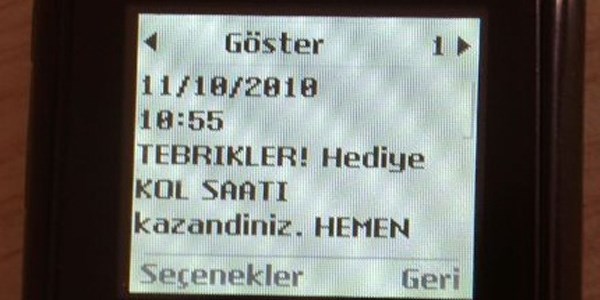 Göster 1
11/10/2010
10:55
TEBRIKLER! Hediye
KOL SAATI
kazandiniz. HEMEN
Seçenekler Geri